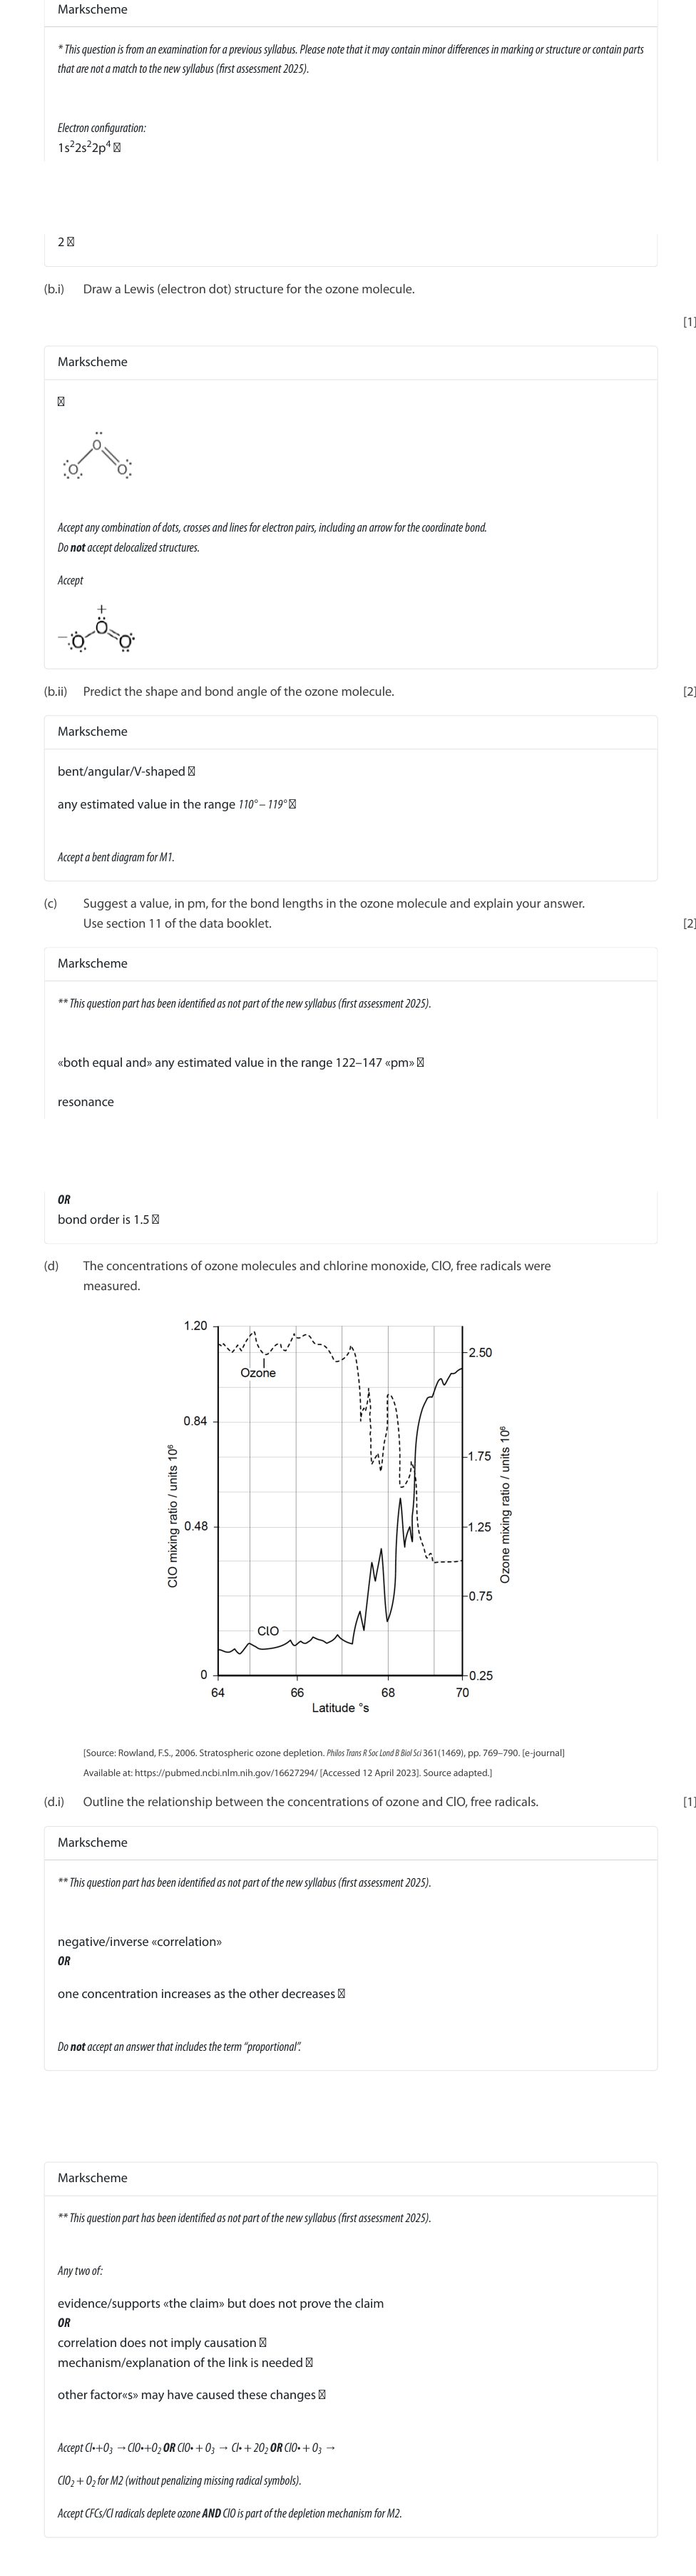 Markscheme
* This question is from an examination for a previous syllabus. Please note that it may contain minor differences in marking or structure or contain parts
that are not a match to the new syllabus (first assessment 2025).
Electron configuration:
1s²2s²2p⁴ ☒
2 ☒
(b.i) Draw a Lewis (electron dot) structure for the ozone molecule.
[1]
Markscheme
☒
O
O O
Accept any combination of dots, crosses and lines for electron pairs, including an arrow for the coordinate bond.
Do not accept delocalized structures.
Accept
+
O
– O O
(b.ii) Predict the shape and bond angle of the ozone molecule. [2]
Markscheme
bent/angular/V-shaped ☒
any estimated value in the range 110°– 119° ☒
Accept a bent diagram for M1.
(c) Suggest a value, in pm, for the bond lengths in the ozone molecule and explain your answer.
Use section 11 of the data booklet. [2]
Markscheme
** This question part has been identified as not part of the new syllabus (first assessment 2025).
«both equal and» any estimated value in the range 122–147 «pm» ☒
resonance
OR
bond order is 1.5 ☒
(d) The concentrations of ozone molecules and chlorine monoxide, ClO, free radicals were
measured.
1.20
2.50
Ozone
0.84
1.75
ClO mixing ratio / units 10⁶
Ozone mixing ratio / units 10⁶
0.48
1.25
0.75
ClO
0
0.25
64 66 68 70
Latitude °s
[Source: Rowland, F.S., 2006. Stratospheric ozone depletion. Philos Trans R Soc Lond B Biol Sci 361(1469), pp. 769–790. [e-journal]
Available at: https://pubmed.ncbi.nlm.nih.gov/16627294/ [Accessed 12 April 2023]. Source adapted.]
(d.i) Outline the relationship between the concentrations of ozone and ClO, free radicals. [1]
Markscheme
** This question part has been identified as not part of the new syllabus (first assessment 2025).
negative/inverse «correlation»
OR
one concentration increases as the other decreases ☒
Do not accept an answer that includes the term “proportional”.
Markscheme
** This question part has been identified as not part of the new syllabus (first assessment 2025).
Any two of:
evidence/supports «the claim» but does not prove the claim
OR
correlation does not imply causation ☒
mechanism/explanation of the link is needed ☒
other factor«s» may have caused these changes ☒
Accept Cl•+O₃ →ClO•+O₂ OR ClO• + O₃ → Cl• + 2O₂ OR ClO• + O₃ →
ClO₂ + O₂ for M2 (without penalizing missing radical symbols).
Accept CFCs/Cl radicals deplete ozone AND ClO is part of the depletion mechanism for M2.